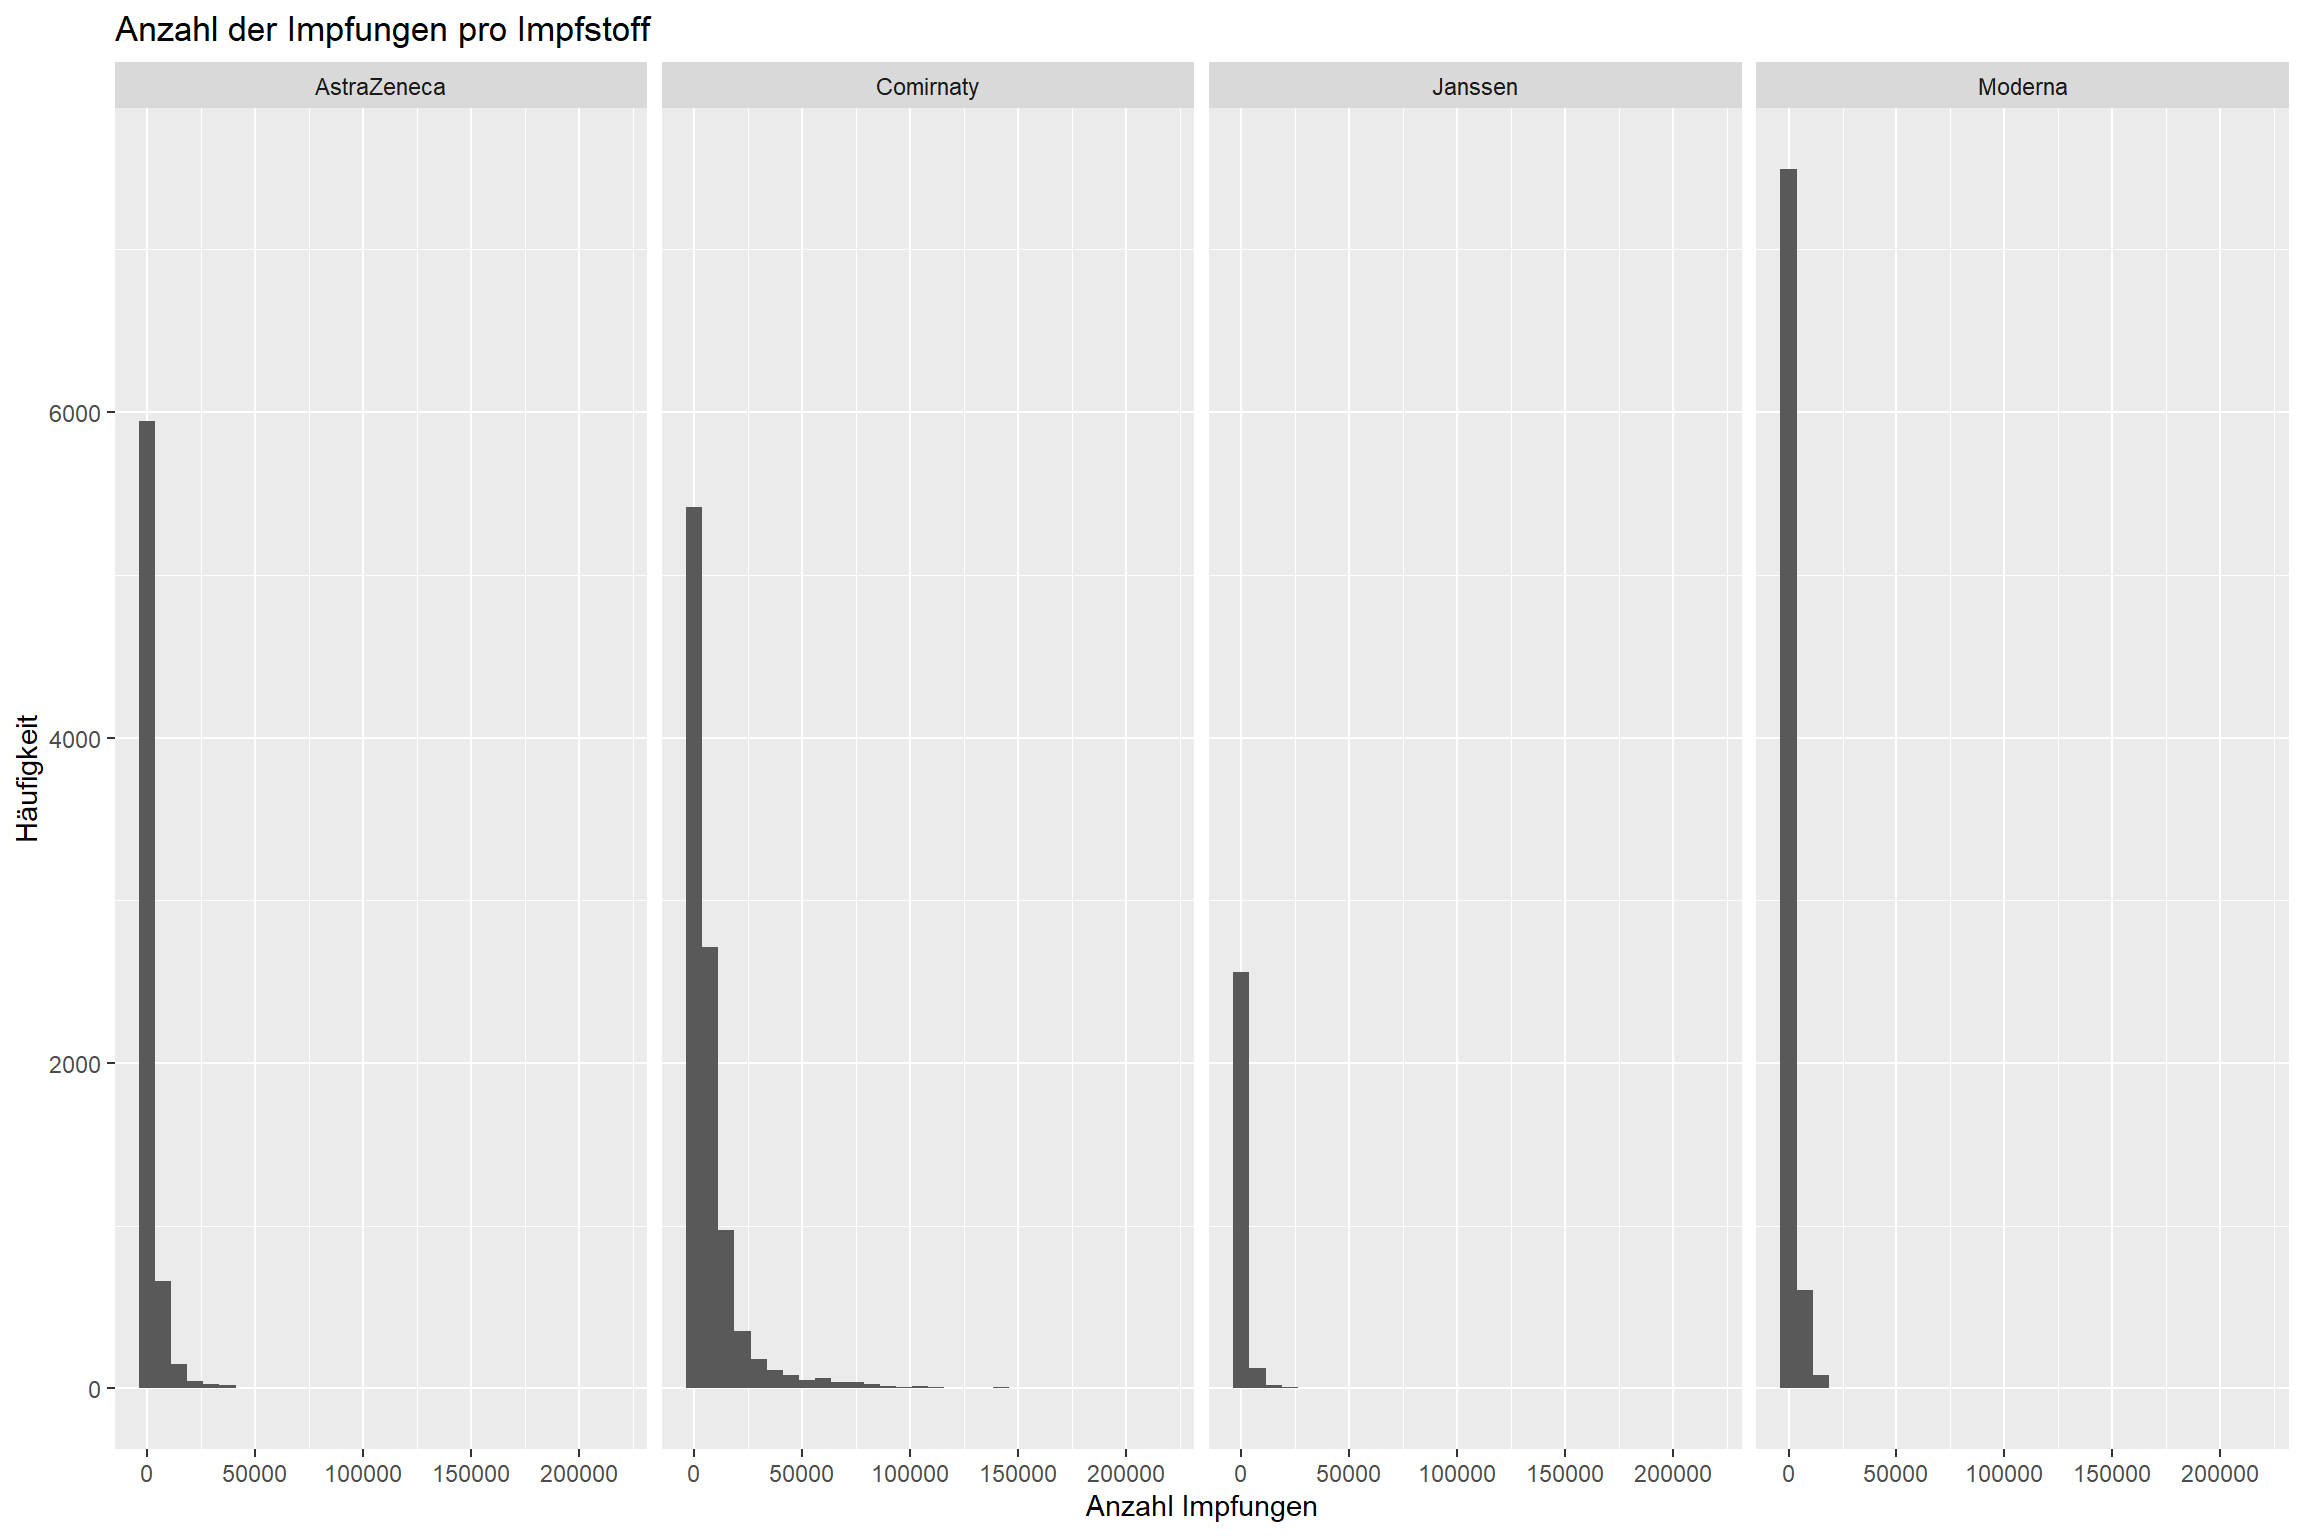 Anzahl der Impfungen pro Impfstoff
AstraZeneca Comirnaty Janssen Moderna
6000
4000
2000
0
Häufigkeit
0 50000 100000 150000 200000 0 50000 100000 150000 200000 0 50000 100000 150000 200000 0 50000 100000 150000 200000
Anzahl Impfungen